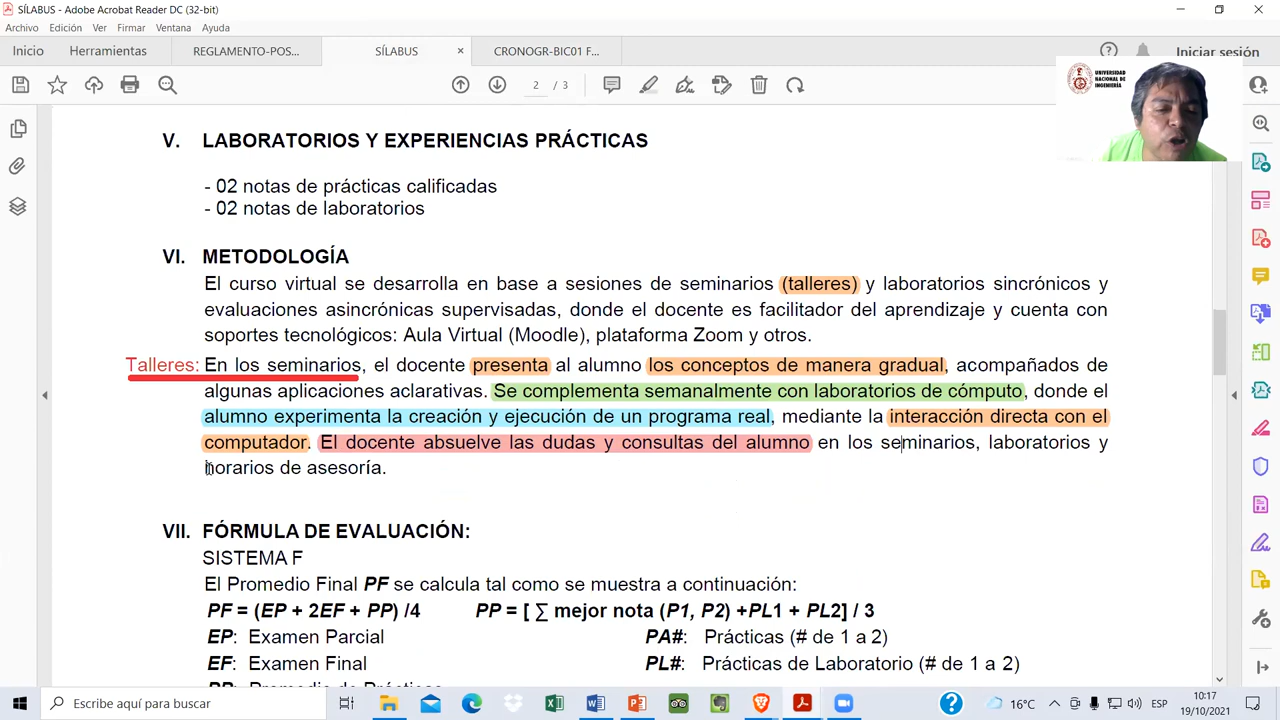 SÍLABUS - Adobe Acrobat Reader DC (32-bit)
Archivo Edición Ver Firmar Ventana Ayuda
Inicio Herramientas REGLAMENTO-POS... SÍLABUS × CRONOGR-BIC01 F... Iniciar sesión
2 / 3
UNIVERSIDAD
NACIONAL DE
INGENIERÍA
V. LABORATORIOS Y EXPERIENCIAS PRÁCTICAS
- 02 notas de prácticas calificadas
- 02 notas de laboratorios
VI. METODOLOGÍA
El curso virtual se desarrolla en base a sesiones de seminarios (talleres) y laboratorios sincrónicos y
evaluaciones asincrónicas supervisadas, donde el docente es facilitador del aprendizaje y cuenta con
soportes tecnológicos: Aula Virtual (Moodle), plataforma Zoom y otros.
Talleres: En los seminarios, el docente presenta al alumno los conceptos de manera gradual, acompañados de
algunas aplicaciones aclarativas. Se complementa semanalmente con laboratorios de cómputo, donde el
alumno experimenta la creación y ejecución de un programa real, mediante la interacción directa con el
computador. El docente absuelve las dudas y consultas del alumno en los seminarios, laboratorios y
horarios de asesoría.
VII. FÓRMULA DE EVALUACIÓN:
SISTEMA F
El Promedio Final PF se calcula tal como se muestra a continuación:
PF = (EP + 2EF + PP) /4 PP = [ ∑ mejor nota (P1, P2) +PL1 + PL2] / 3
EP: Examen Parcial PA#: Prácticas (# de 1 a 2)
EF: Examen Final PL#: Prácticas de Laboratorio (# de 1 a 2)
PP: Promedio de Prácticas
Escribe aquí para buscar 16°C ESP 10:17
19/10/2021